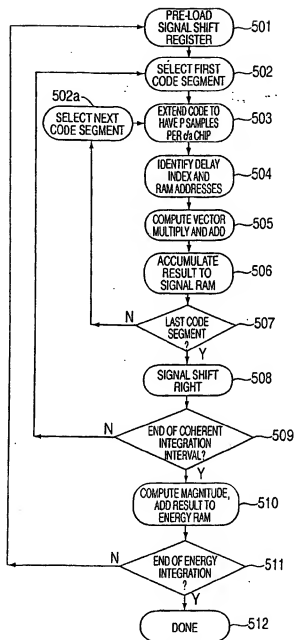 PRE-LOAD
SIGNAL SHIFT
REGISTER
501
SELECT FIRST
CODE SEGMENT
502
502a
SELECT NEXT
CODE SEGMENT
EXTEND CODE TO
HAVE P SAMPLES
PER c/a CHIP
503
IDENTIFY DELAY
INDEX AND
RAM ADDRESSES
504
COMPUTE VECTOR
MULTIPLY AND ADD
505
ACCUMULATE
RESULT TO
SIGNAL RAM
506
N
LAST CODE
SEGMENT
?
507
Y
SIGNAL SHIFT
RIGHT
508
N
END OF COHERENT
INTEGRATION
INTERVAL?
509
Y
COMPUTE MAGNITUDE,
ADD RESULT TO
ENERGY RAM
510
N
END OF ENERGY
INTEGRATION
?
511
Y
DONE
512